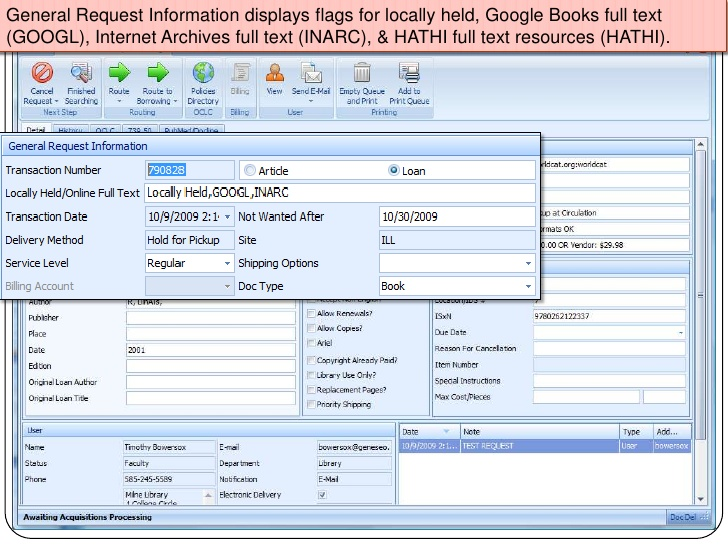 General Request Information displays flags for locally held, Google Books full text
(GOOGL), Internet Archives full text (INARC), & HATHI full text resources (HATHI).
Cancel Request Finished Searching Route Route to Borrowing Policies Directory Billing View Send E-Mail Empty Queue and Print Add to Print Queue
Next Step Routing OCLC Billing User Printing
Detail History OCLC 739.50 PubMed/Docline
General Request Information
Transaction Number 790828 Article Loan
Locally Held/Online Full Text Locally Held,GOOGL,INARC
Transaction Date 10/9/2009 2:1 Not Wanted After 10/30/2009
Delivery Method Hold for Pickup Site ILL
Service Level Regular Shipping Options
Billing Account Doc Type Book
ldcat.org:worldcat
up at Circulation
ormats OK
0.00 OR Vendor: $29.98
Author
Publisher
Place
Date 2001
Edition
Original Loan Author
Original Loan Title
Allow Renewals?
Allow Copies?
Ariel
Copyright Already Paid?
Library Use Only?
Replacement Pages?
Priority Shipping
ISxN 9780262122337
Due Date
Reason For Cancellation
Item Number
Special Instructions
Max Cost/Pieces
User
Name Timothy Bowersox E-mail bowersox@geneseo.
Status Faculty Department Library
Phone 585-245-5589 Notification E-Mail
Milne Library Electronic Delivery
1 College Circle
Date Note Type Add...
10/9/2009 2:1... TEST REQUEST User bowersox
Awaiting Acquisitions Processing DocDel